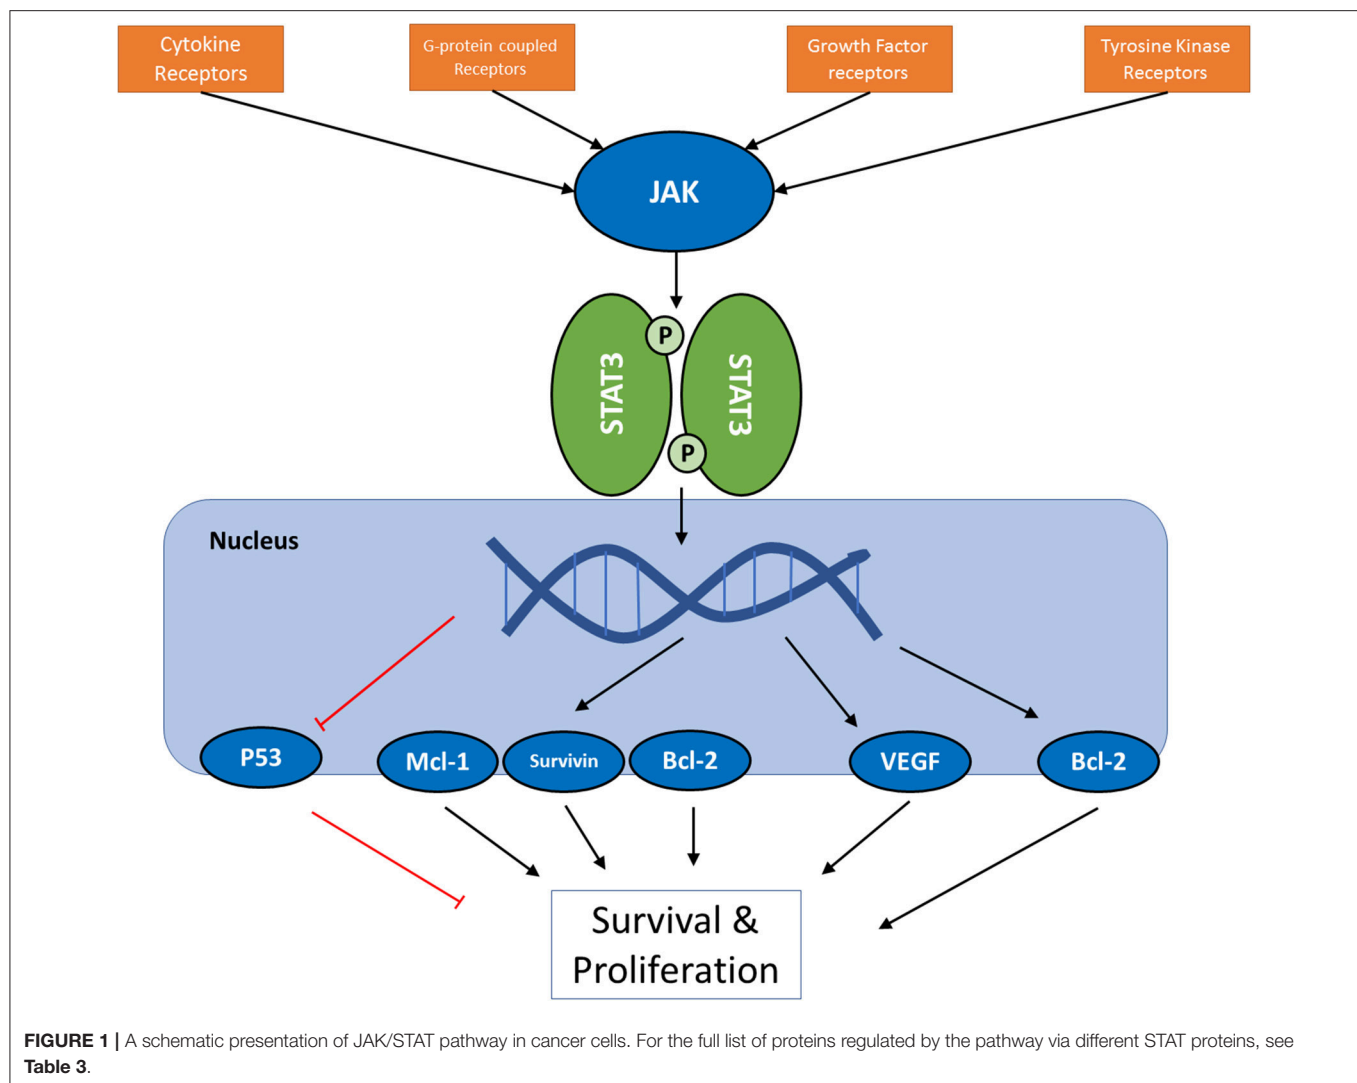 Cytokine
Receptors
G-protein coupled
Receptors
Growth Factor
receptors
Tyrosine Kinase
Receptors
JAK
P
STAT3
STAT3
P
Nucleus
P53
Mcl-1
Survivin
Bcl-2
VEGF
Bcl-2
Survival &
Proliferation
FIGURE 1 | A schematic presentation of JAK/STAT pathway in cancer cells. For the full list of proteins regulated by the pathway via different STAT proteins, see
Table 3.